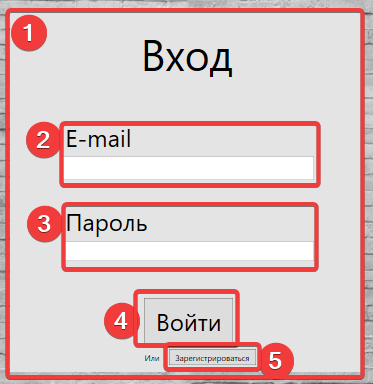 1
Вход
2
E-mail
3
Пароль
4
Войти
Или Зарегистрироваться
5